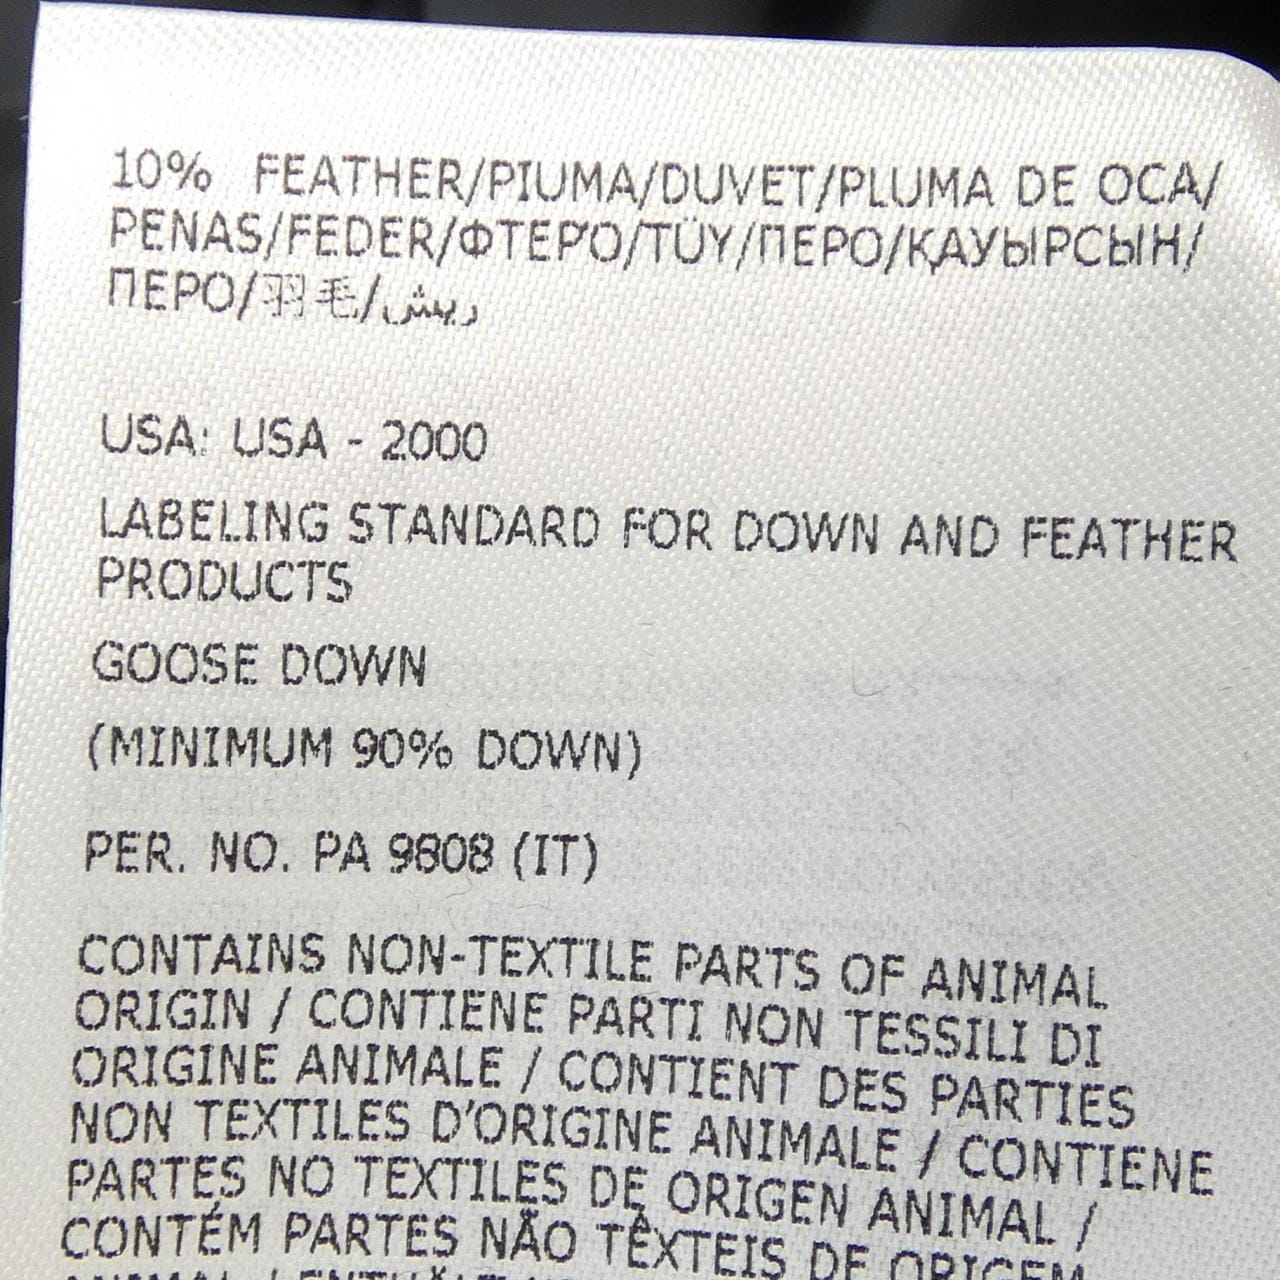 10% FEATHER/PIUMA/DUVET/PLUMA DE OCA/
PENAS/FEDER/ΦΤΕΡΌ/TÜY/ПЕРО/ҚАУЫРСЫН/
ПЕРО/羽毛/ريش
USA: USA - 2000
LABELING STANDARD FOR DOWN AND FEATHER
PRODUCTS
GOOSE DOWN
(MINIMUM 90% DOWN)
PER. NO. PA 9808 (IT)
CONTAINS NON-TEXTILE PARTS OF ANIMAL
ORIGIN / CONTIENE PARTI NON TESSILI DI
ORIGINE ANIMALE / CONTIENT DES PARTIES
NON TEXTILES D'ORIGINE ANIMALE / CONTIENE
PARTES NO TEXTILES DE ORIGEN ANIMAL /
CONTÉM PARTES NÃO TÊXTEIS DE ORIGEM